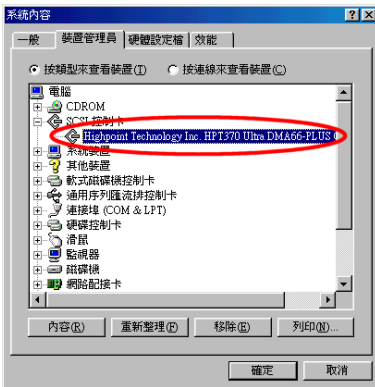 系統內容
一般 裝置管理員 硬體設定檔 效能
按類型來查看裝置(I) 按連線來查看裝置(C)
電腦
CDROM
SCSI 控制卡
Highpoint Technology Inc. HPT370 Ultra DMA66-PLUS
系統裝置
其他裝置
軟式磁碟機控制卡
通用序列匯流排控制卡
連接埠 (COM & LPT)
硬碟控制卡
滑鼠
監視器
磁碟機
網路配接卡
內容(R) 重新整理(F) 移除(E) 列印(N)...
確定 取消